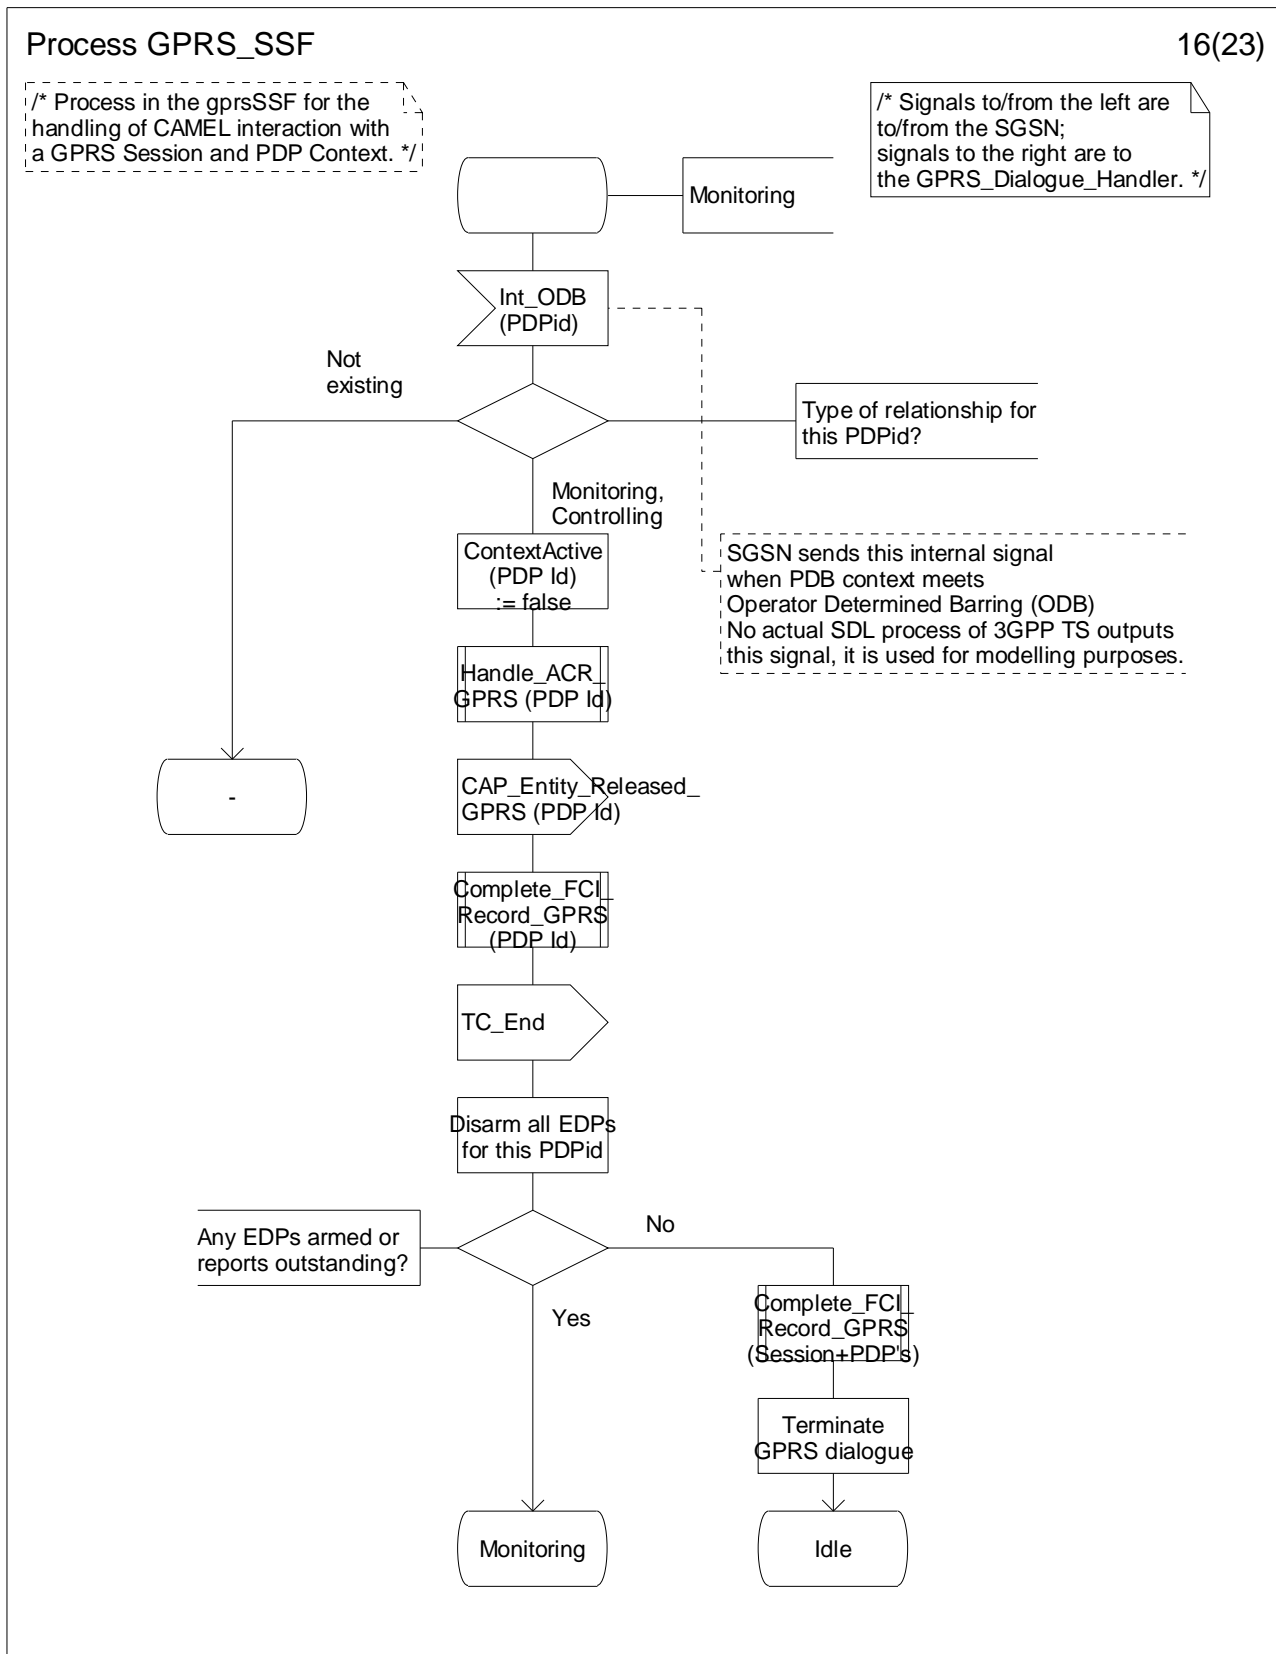 Process GPRS_SSF
16(23)
/* Process in the gprsSSF for the
handling of CAMEL interaction with
a GPRS Session and PDP Context. */
/* Signals to/from the left are
to/from the SGSN;
signals to the right are to
the GPRS_Dialogue_Handler. */
Monitoring
Int_ODB
(PDPid)
Not
existing
Type of relationship for
this PDPid?
Monitoring,
Controlling
ContextActive
(PDP Id)
:= false
SGSN sends this internal signal
when PDB context meets
Operator Determined Barring (ODB)
No actual SDL process of 3GPP TS outputs
this signal, it is used for modelling purposes.
Handle_ACR_
GPRS (PDP Id)
-
CAP_Entity_Released_
GPRS (PDP Id)
Complete_FCI_
Record_GPRS
(PDP Id)
TC_End
Disarm all EDPs
for this PDPid
Any EDPs armed or
reports outstanding?
No
Yes
Complete_FCI_
Record_GPRS
(Session+PDP's)
Terminate
GPRS dialogue
Monitoring
Idle